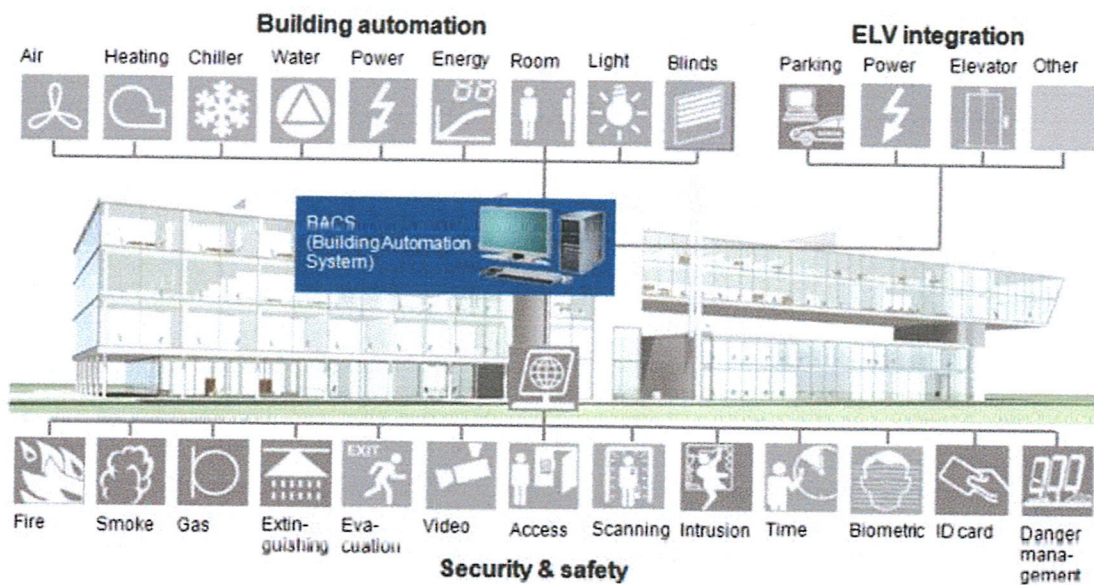 Building automation
ELV integration
Air Heating Chiller Water Power Energy Room Light Blinds
Parking Power Elevator Other
BACS
(Building Automation
System)
EXIT
Fire Smoke Gas Extin-
guishing Eva-
cuation Video Access Scanning Intrusion Time Biometric ID card Danger
mana-
gement
Security & safety